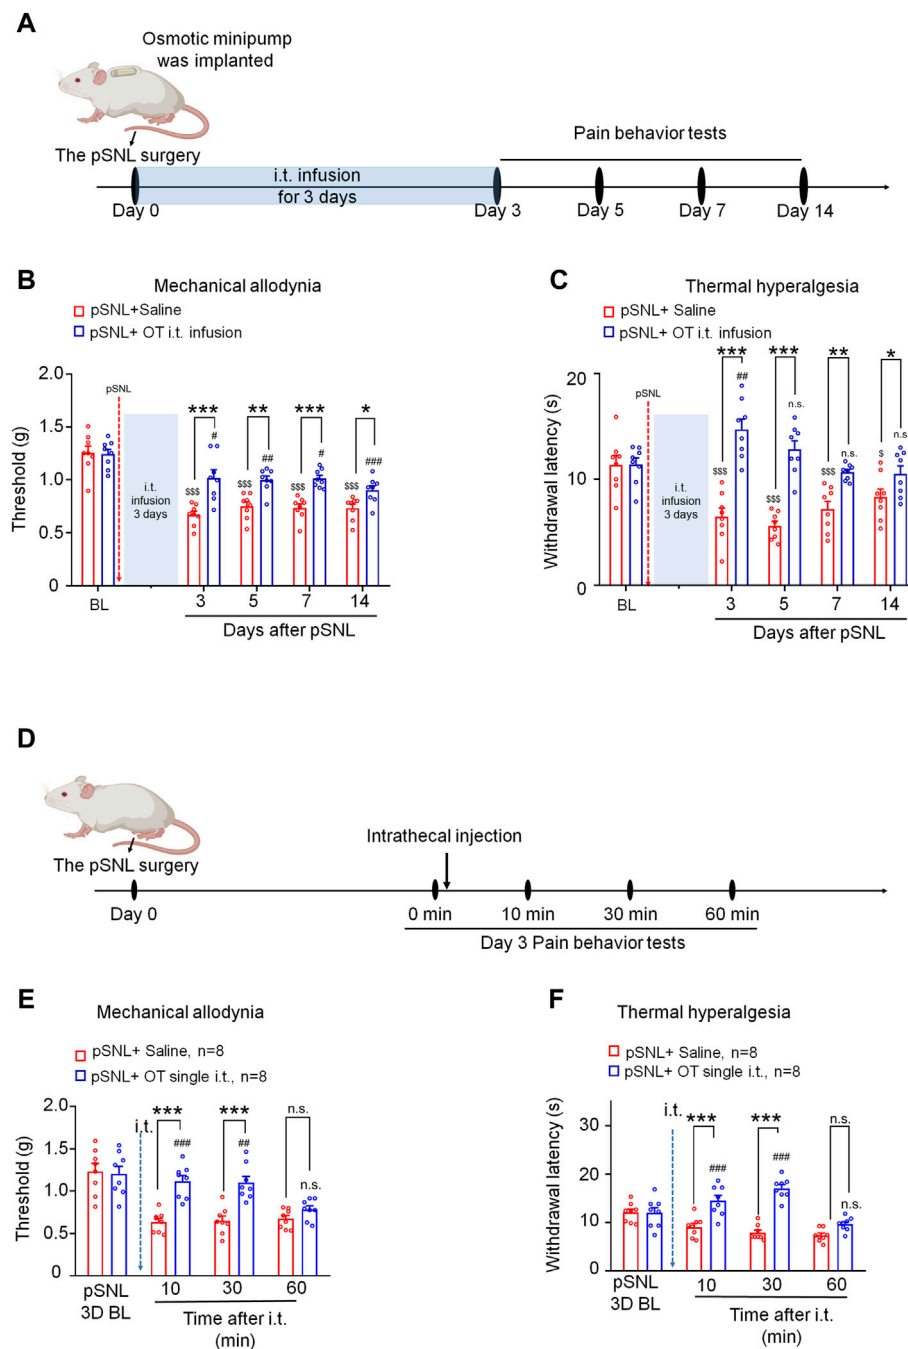 A
Osmotic minipump
was implanted
The pSNL surgery
Pain behavior tests
i.t. infusion
for 3 days
Day 0
Day 3
Day 5
Day 7
Day 14
B
Mechanical allodynia
pSNL+Saline
pSNL+ OT i.t. infusion
Threshold (g)
2.0
1.5
1.0
0.5
0
pSNL
i.t.
infusion
3 days
*** ** *** *
# ## # ###
$$$ $$$ $$$ $$$
BL 3 5 7 14
Days after pSNL
C
Thermal hyperalgesia
pSNL+ Saline
pSNL+ OT i.t. infusion
Withdrawal latency (s)
20
10
0
pSNL
i.t.
infusion
3 days
*** *** ** *
## n.s. n.s. n.s
$$$ $$$ $$$ $
BL 3 5 7 14
Days after pSNL
D
The pSNL surgery
Intrathecal injection
Day 0
0 min
10 min
30 min
60 min
Day 3 Pain behavior tests
E
Mechanical allodynia
pSNL+ Saline, n=8
pSNL+ OT single i.t., n=8
Threshold (g)
2.0
1.5
1.0
0.5
0
i.t.
*** *** n.s.
### ## n.s.
pSNL
3D BL
10 30 60
Time after i.t.
(min)
F
Thermal hyperalgesia
pSNL+ Saline, n=8
pSNL+ OT single i.t., n=8
Withdrawal latency (s)
30
20
10
0
i.t.
*** *** n.s.
### ### n.s.
pSNL
3D BL
10 30 60
Time after i.t.
(min)